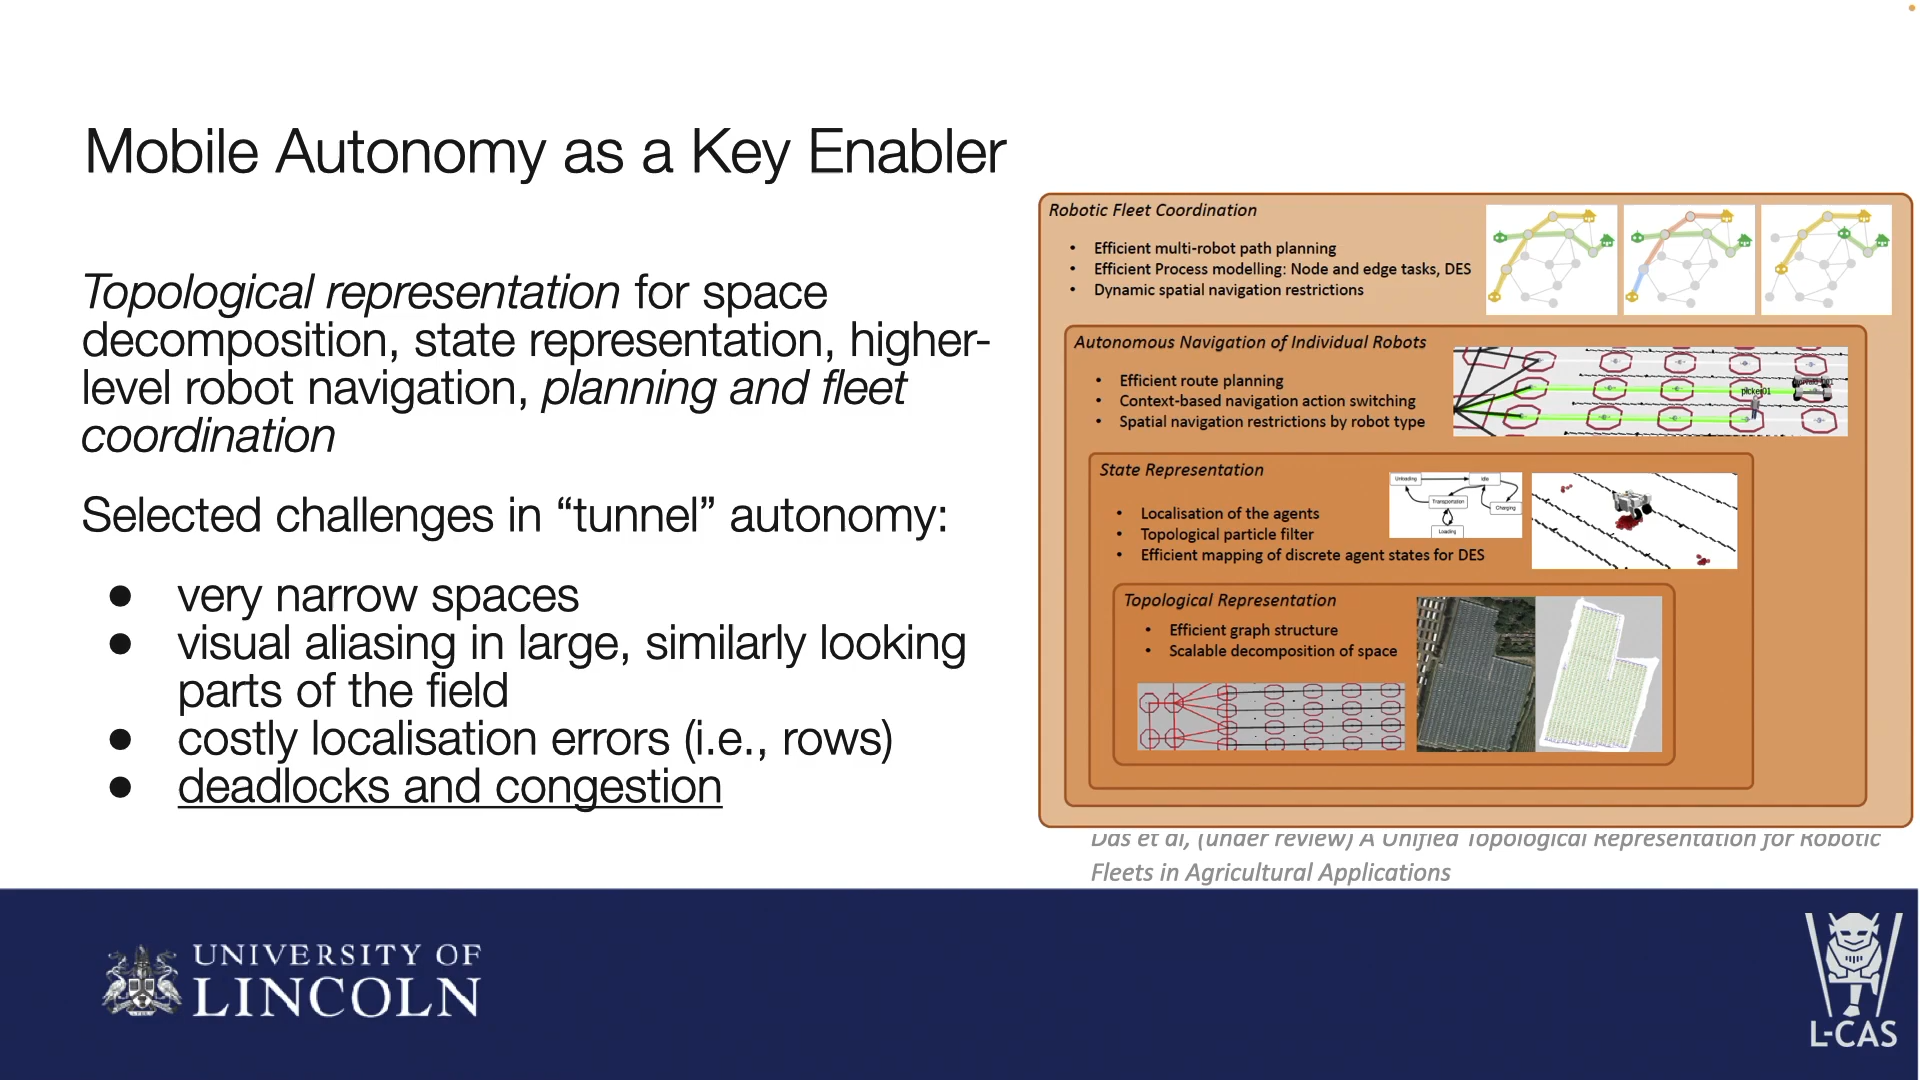 Mobile Autonomy as a Key Enabler
Topological representation for space
decomposition, state representation, higher-
level robot navigation, planning and fleet
coordination
Selected challenges in “tunnel” autonomy:
● very narrow spaces
● visual aliasing in large, similarly looking
parts of the field
● costly localisation errors (i.e., rows)
● deadlocks and congestion
Robotic Fleet Coordination
• Efficient multi-robot path planning
• Efficient Process modelling: Node and edge tasks, DES
• Dynamic spatial navigation restrictions
Autonomous Navigation of Individual Robots
• Efficient route planning
• Context-based navigation action switching
• Spatial navigation restrictions by robot type
picker01
State Representation
• Localisation of the agents
• Topological particle filter
• Efficient mapping of discrete agent states for DES
Unloading
Idle
Transportation
Charging
Loading
Topological Representation
• Efficient graph structure
• Scalable decomposition of space
Das et al, (under review) A Unified Topological Representation for Robotic
Fleets in Agricultural Applications
UNIVERSITY OF
LINCOLN
L-CAS